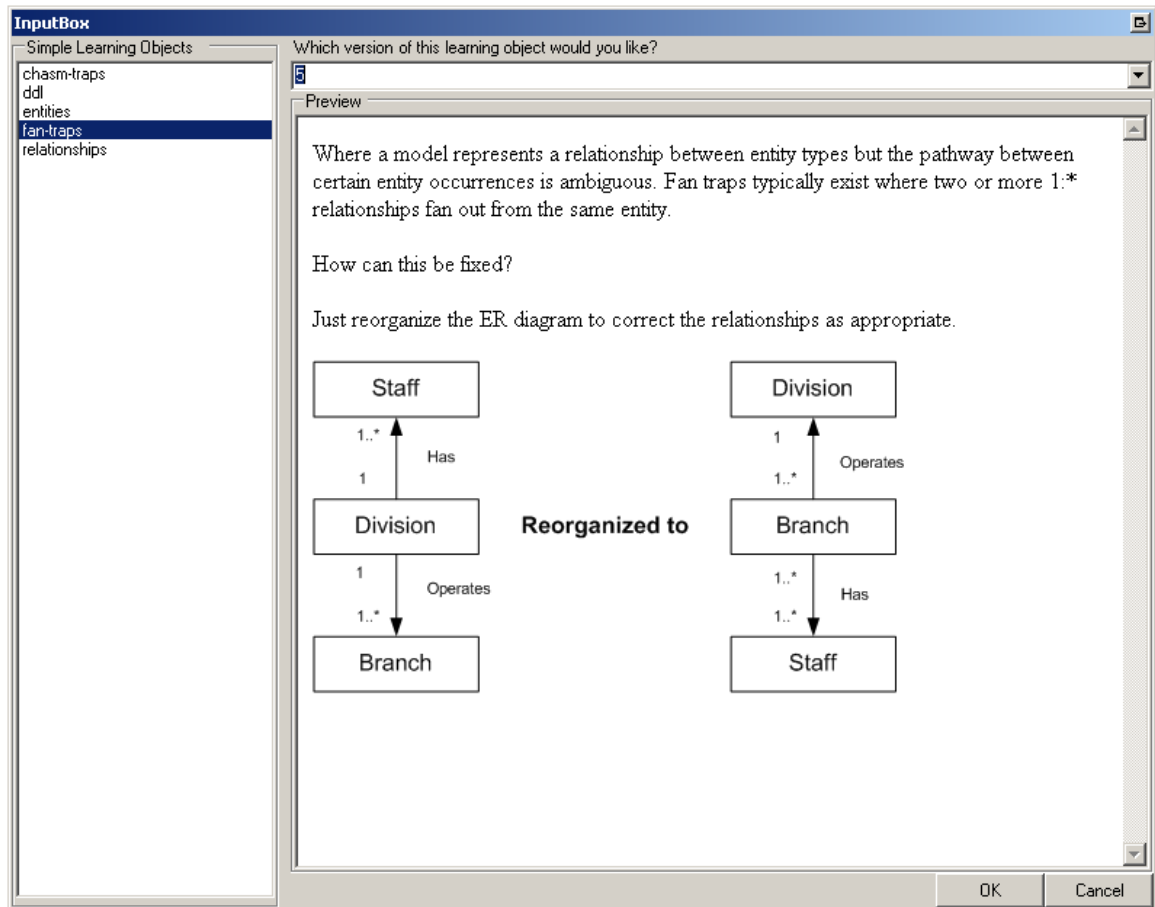 InputBox
Simple Learning Objects
chasm-traps
ddl
entities
fan-traps
relationships
Which version of this learning object would you like?
5
Preview
Where a model represents a relationship between entity types but the pathway between
certain entity occurrences is ambiguous. Fan traps typically exist where two or more 1:*
relationships fan out from the same entity.
How can this be fixed?
Just reorganize the ER diagram to correct the relationships as appropriate.
Staff
1..*
Has
1
Division
1
Operates
1..*
Branch
Reorganized to
Division
1
Operates
1..*
Branch
1..*
Has
1..*
Staff
OK
Cancel